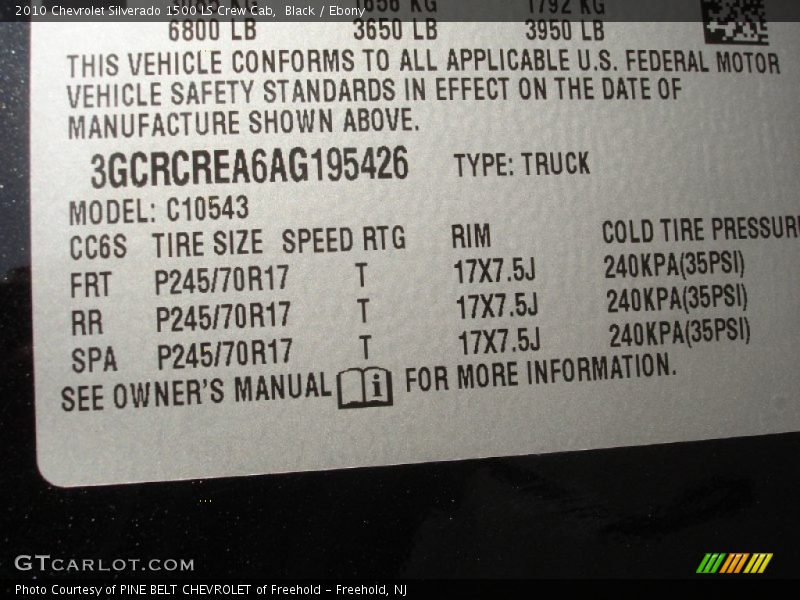 2010 Chevrolet Silverado 1500 LS Crew Cab, Black / Ebony
KG 1792 KG
6800 LB 3650 LB 3950 LB
THIS VEHICLE CONFORMS TO ALL APPLICABLE U.S. FEDERAL MOTOR
VEHICLE SAFETY STANDARDS IN EFFECT ON THE DATE OF
MANUFACTURE SHOWN ABOVE.
3GCRCREA6AG195426 TYPE: TRUCK
MODEL: C10543
CC6S TIRE SIZE SPEED RTG RIM COLD TIRE PRESSURE
FRT P245/70R17 T 17X7.5J 240KPA(35PSI)
RR P245/70R17 T 17X7.5J 240KPA(35PSI)
SPA P245/70R17 T 17X7.5J 240KPA(35PSI)
SEE OWNER'S MANUAL i FOR MORE INFORMATION.
GTCARLOT.COM
Photo Courtesy of PINE BELT CHEVROLET of Freehold - Freehold, NJ